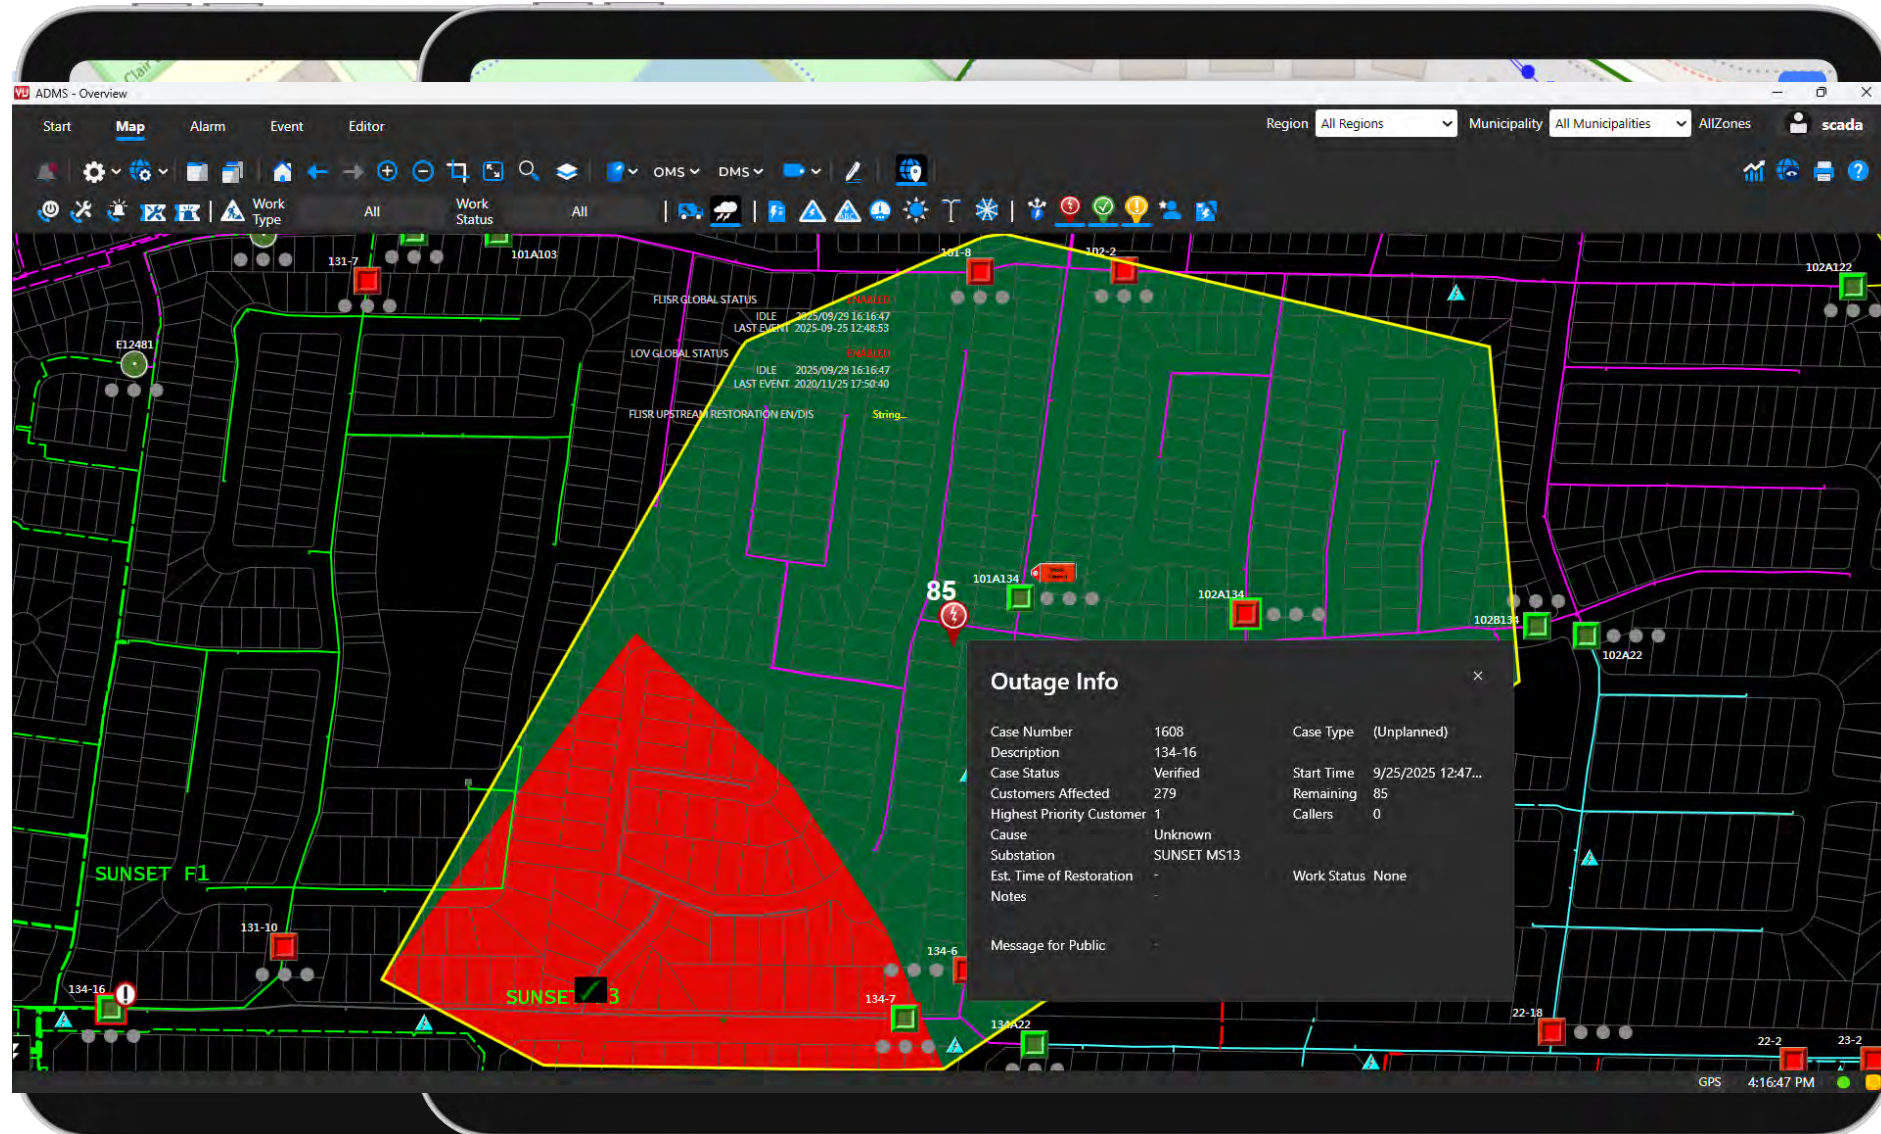 Clair
ADMS - Overview
Start Map Alarm Event Editor
Region All Regions Municipality All Municipalities AllZones scada
OMS DMS
Work Type All Work Status All
101-8
102-2
131-7
101A103
102A122
FLISR GLOBAL STATUS ENABLED
IDLE 2025/09/29 16:16:47
LAST EVENT 2025-09-25 12:48:53
E12481
LOV GLOBAL STATUS ENABLED
IDLE 2025/09/29 16:16:47
LAST EVENT 2020/11/25 17:50:40
FLISR UPSTREAM RESTORATION EN/DIS String...
85
101A134
102A134
102B134
102A22
Outage Info
Case Number 1608 Case Type (Unplanned)
Description 134-16
Case Status Verified Start Time 9/25/2025 12:47...
Customers Affected 279 Remaining 85
Highest Priority Customer 1 Callers 0
Cause Unknown
Substation SUNSET MS13
Est. Time of Restoration - Work Status None
Notes -
Message for Public -
SUNSET F1
131-10
134-6
134-16
SUNSET 3
134-7
134A22
22-18
22-2
23-2
GPS 4:16:47 PM